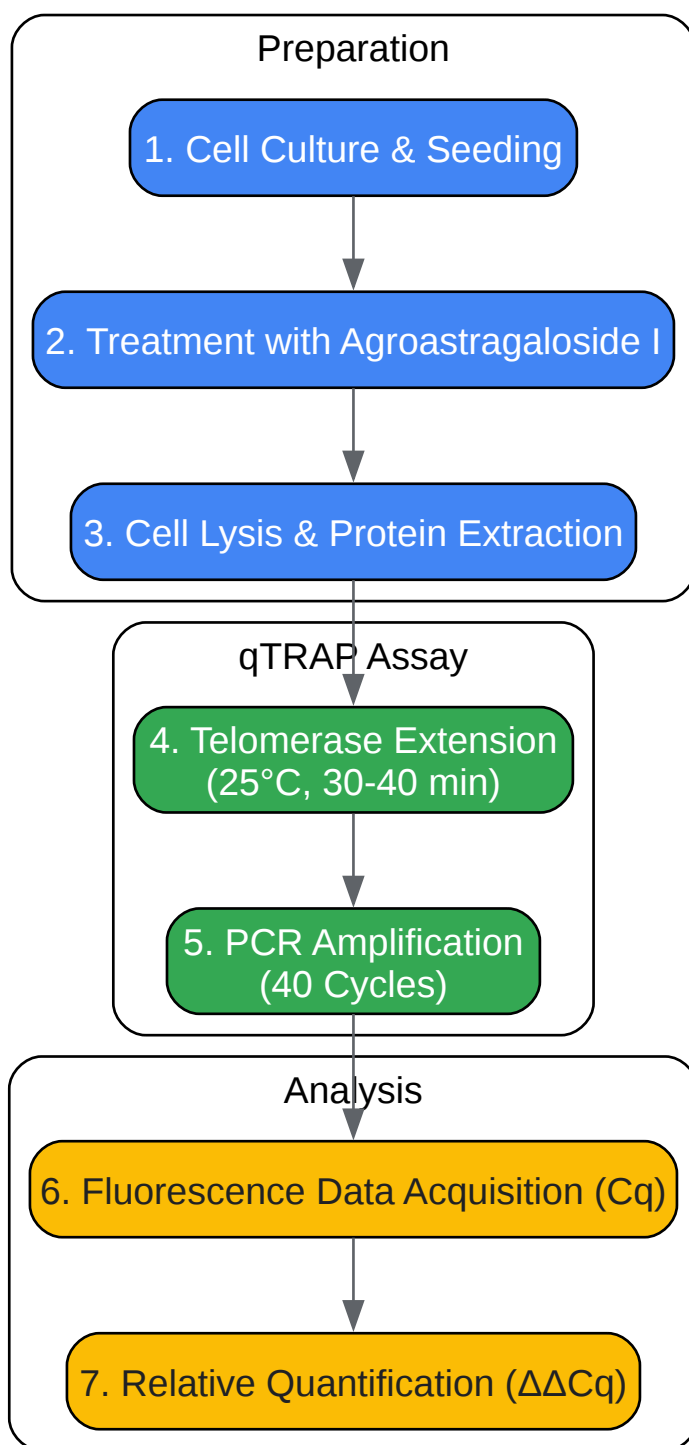 Preparation
1. Cell Culture & Seeding
2. Treatment with Agroastragaloside I
3. Cell Lysis & Protein Extraction
qTRAP Assay
4. Telomerase Extension
(25°C, 30-40 min)
5. PCR Amplification
(40 Cycles)
Analysis
6. Fluorescence Data Acquisition (Cq)
7. Relative Quantification (ΔΔCq)